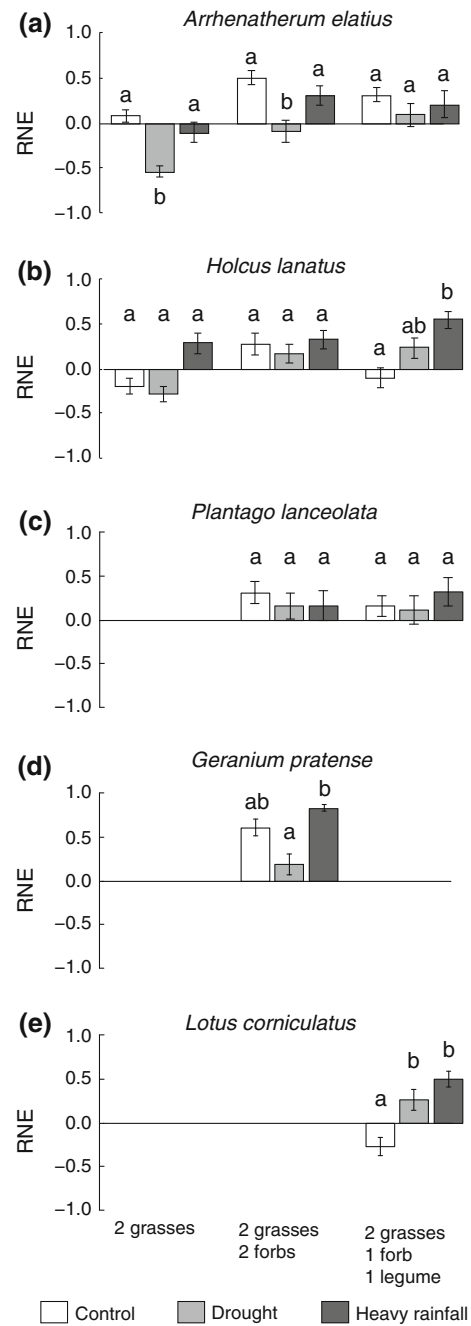 (a) Arrhenatherum elatius
a a a a a a a
b
b
1.0
0.5
0.0
−0.5
−1.0
RNE
(b) Holcus lanatus
a a a a a a a ab b
1.0
0.5
0.0
−0.5
−1.0
RNE
(c) Plantago lanceolata
a a a a a a
1.0
0.5
0.0
−0.5
−1.0
RNE
(d) Geranium pratense
ab a b
1.0
0.5
0.0
−0.5
−1.0
RNE
(e) Lotus corniculatus
a b b
1.0
0.5
0.0
−0.5
−1.0
RNE
2 grasses
2 grasses
2 forbs
2 grasses
1 forb
1 legume
Control Drought Heavy rainfall